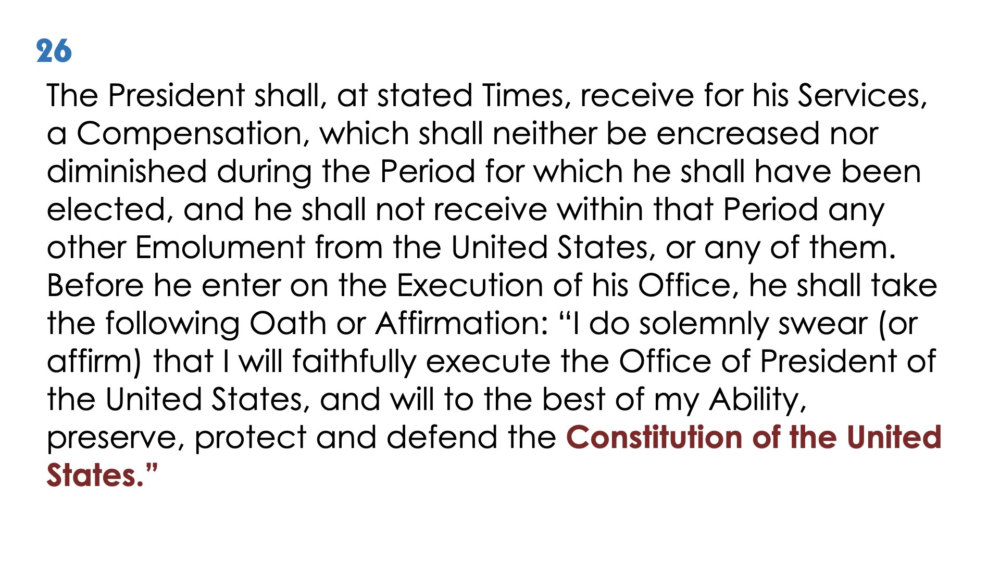 26
The President shall, at stated Times, receive for his Services,
a Compensation, which shall neither be encreased nor
diminished during the Period for which he shall have been
elected, and he shall not receive within that Period any
other Emolument from the United States, or any of them.
Before he enter on the Execution of his Office, he shall take
the following Oath or Affirmation: “I do solemnly swear (or
affirm) that I will faithfully execute the Office of President of
the United States, and will to the best of my Ability,
preserve, protect and defend the Constitution of the United
States.”